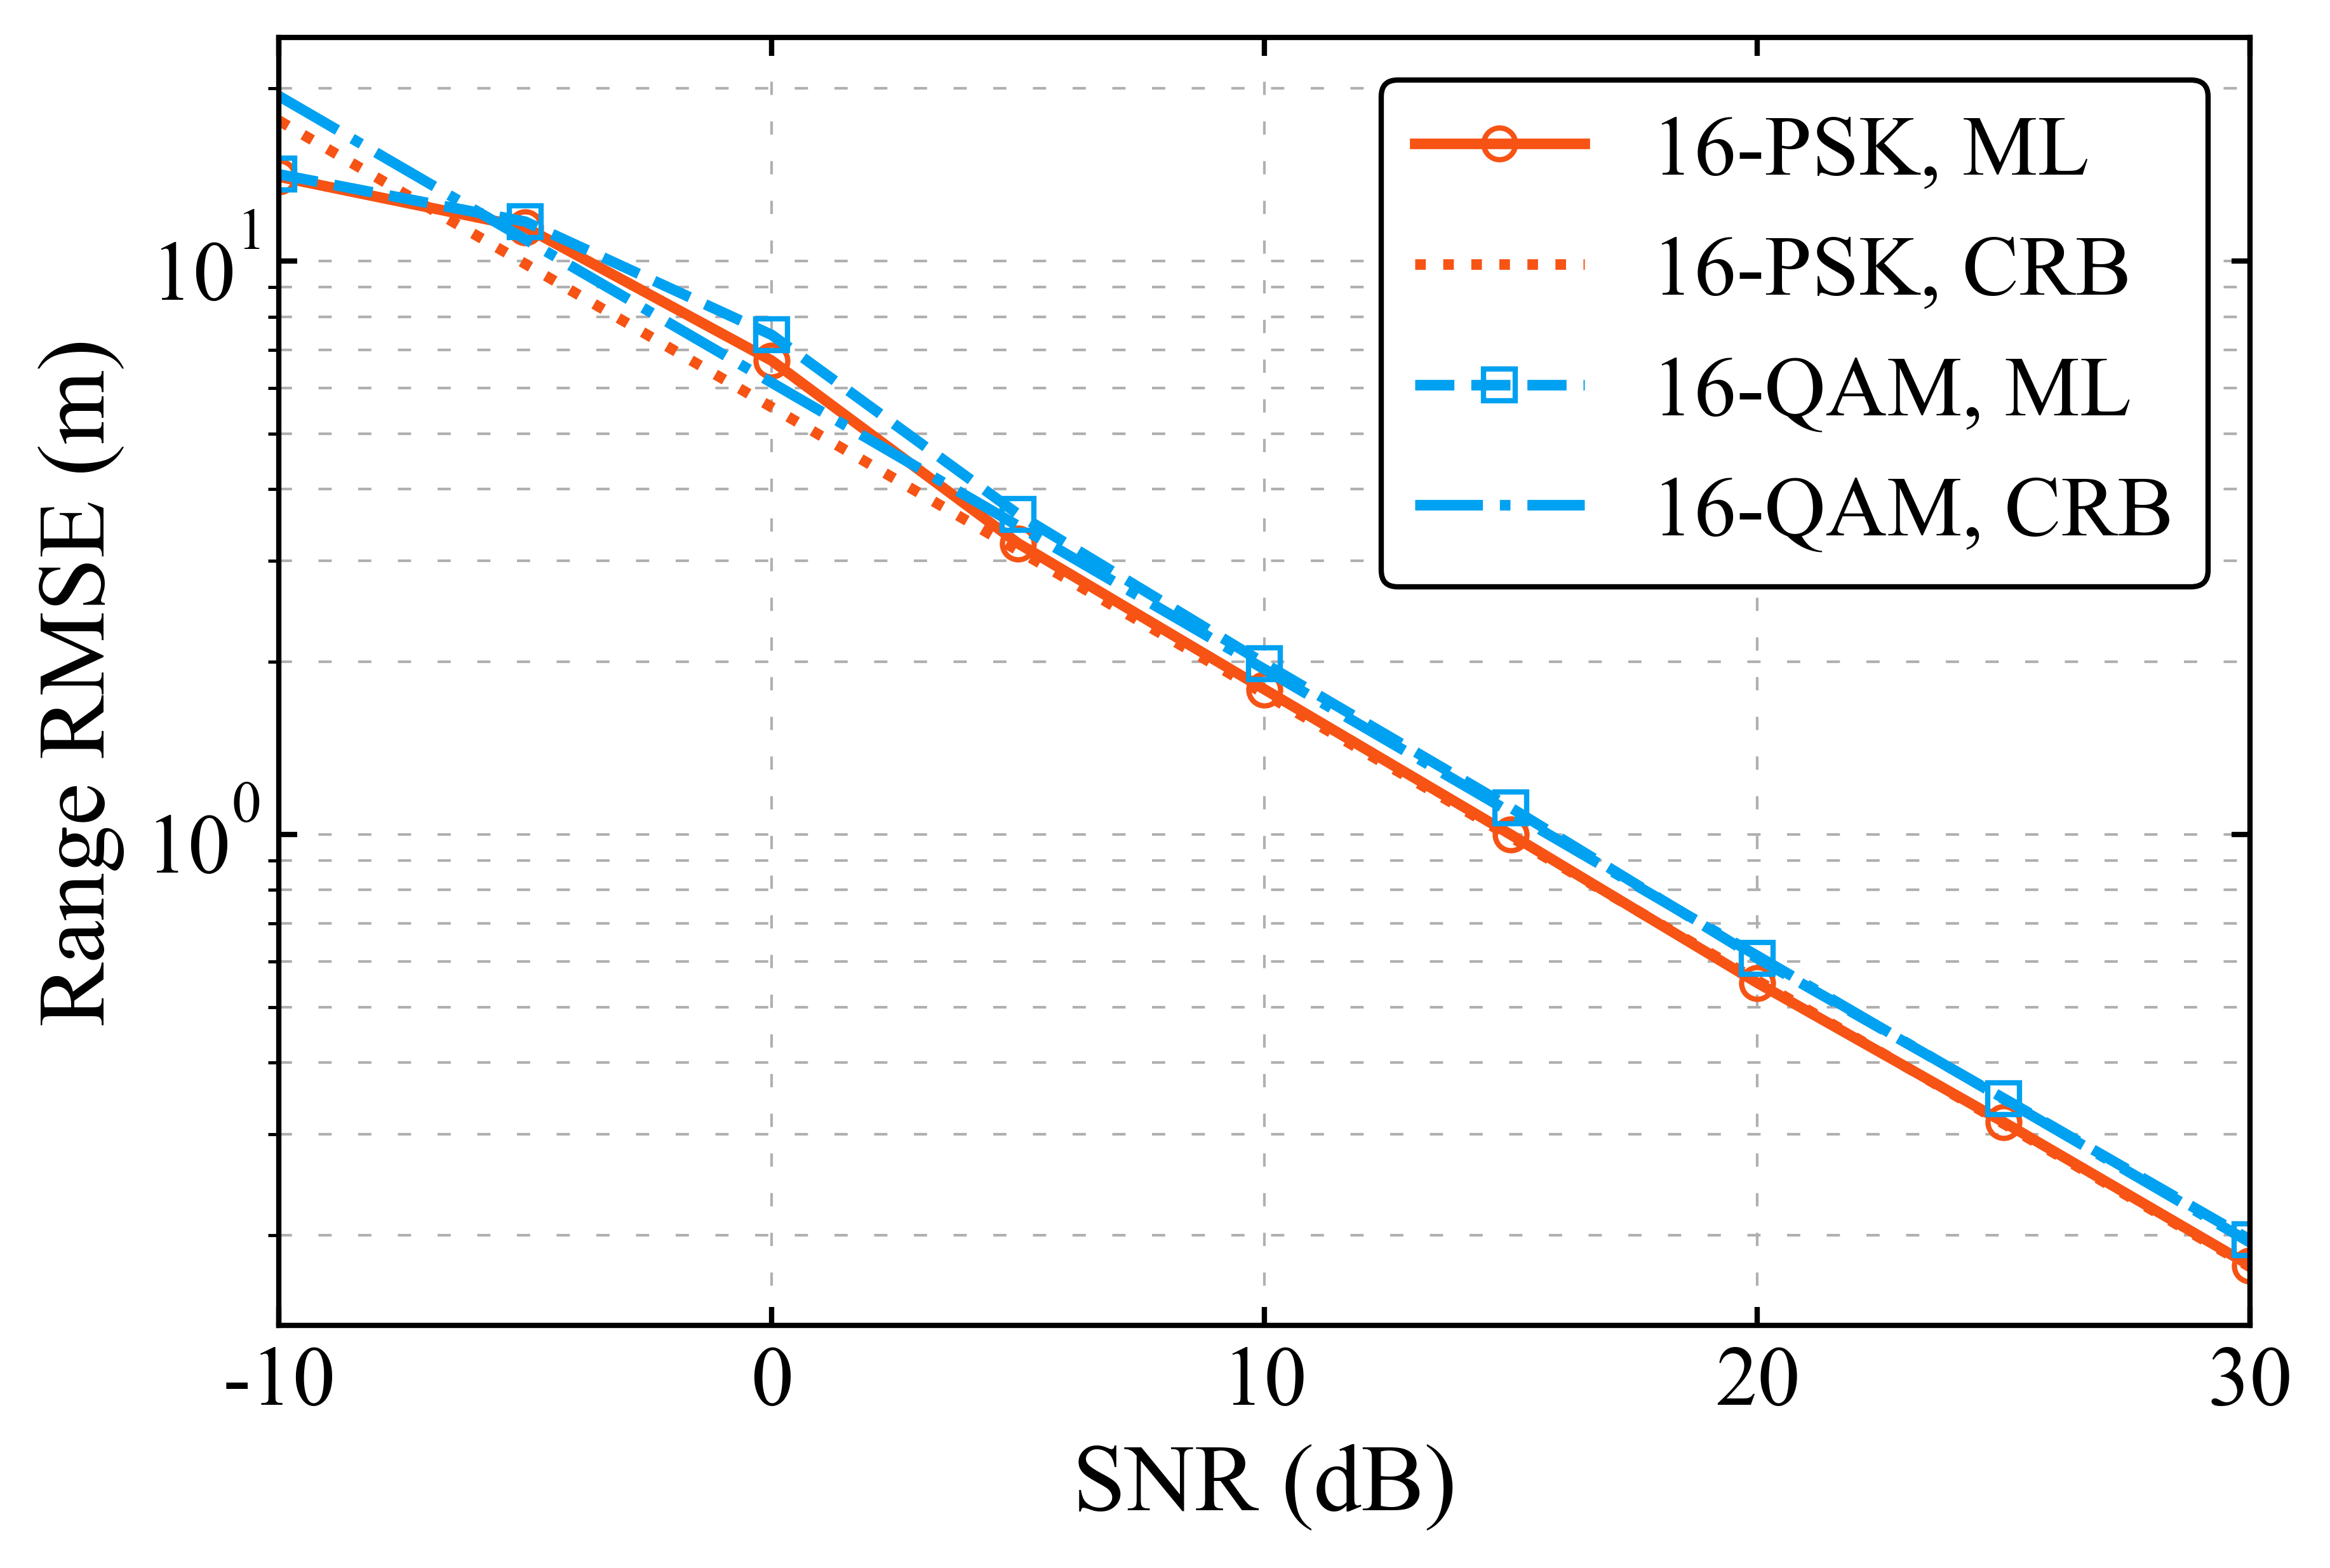 16-PSK, ML
16-PSK, CRB
16-QAM, ML
16-QAM, CRB
Range RMSE (m)
10^1
10^0
-10 0 10 20 30
SNR (dB)